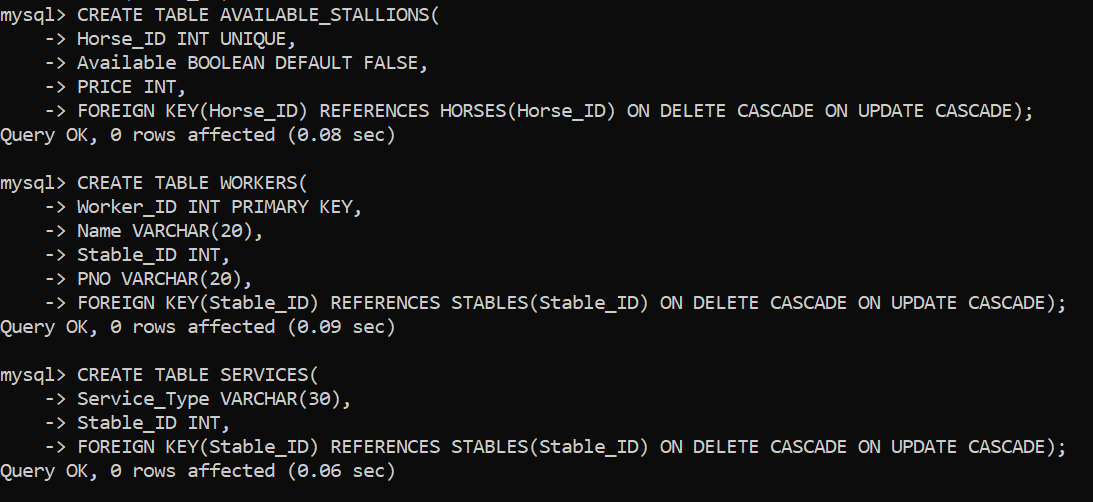 mysql> CREATE TABLE AVAILABLE_STALLIONS(
    -> Horse_ID INT UNIQUE,
    -> Available BOOLEAN DEFAULT FALSE,
    -> PRICE INT,
    -> FOREIGN KEY(Horse_ID) REFERENCES HORSES(Horse_ID) ON DELETE CASCADE ON UPDATE CASCADE);
Query OK, 0 rows affected (0.08 sec)

mysql> CREATE TABLE WORKERS(
    -> Worker_ID INT PRIMARY KEY,
    -> Name VARCHAR(20),
    -> Stable_ID INT,
    -> PNO VARCHAR(20),
    -> FOREIGN KEY(Stable_ID) REFERENCES STABLES(Stable_ID) ON DELETE CASCADE ON UPDATE CASCADE);
Query OK, 0 rows affected (0.09 sec)

mysql> CREATE TABLE SERVICES(
    -> Service_Type VARCHAR(30),
    -> Stable_ID INT,
    -> FOREIGN KEY(Stable_ID) REFERENCES STABLES(Stable_ID) ON DELETE CASCADE ON UPDATE CASCADE);
Query OK, 0 rows affected (0.06 sec)